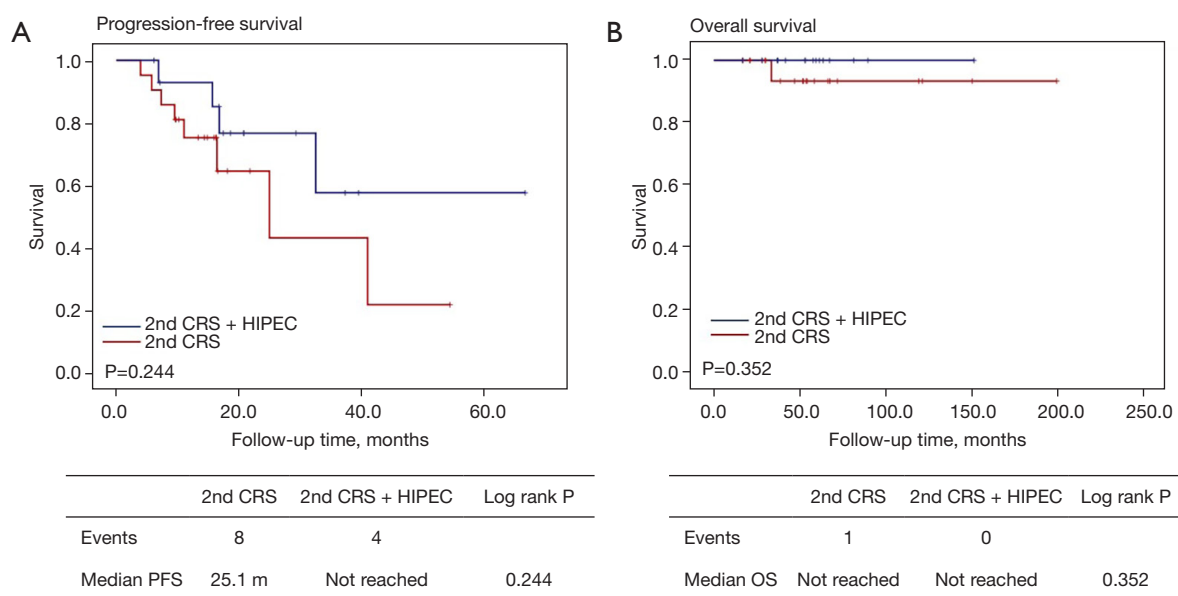 A
Progression-free survival
1.0
0.8
0.6
0.4
0.2
0.0
Survival
2nd CRS + HIPEC
2nd CRS
P=0.244
0.0 20.0 40.0 60.0
Follow-up time, months
2nd CRS 2nd CRS + HIPEC Log rank P
Events 8 4
Median PFS 25.1 m Not reached 0.244
B
Overall survival
1.0
0.8
0.6
0.4
0.2
0.0
Survival
2nd CRS + HIPEC
2nd CRS
P=0.352
0.0 50.0 100.0 150.0 200.0 250.0
Follow-up time, months
2nd CRS 2nd CRS + HIPEC Log rank P
Events 1 0
Median OS Not reached Not reached 0.352